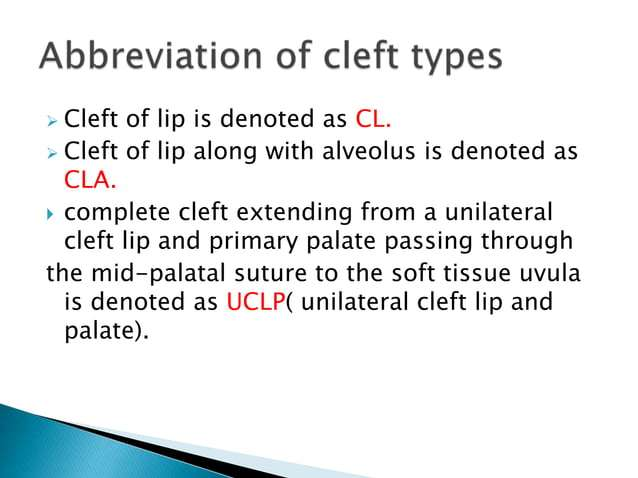 Abbreviation of cleft types
Cleft of lip is denoted as CL.
Cleft of lip along with alveolus is denoted as
CLA.
complete cleft extending from a unilateral
cleft lip and primary palate passing through
the mid-palatal suture to the soft tissue uvula
is denoted as UCLP( unilateral cleft lip and
palate).